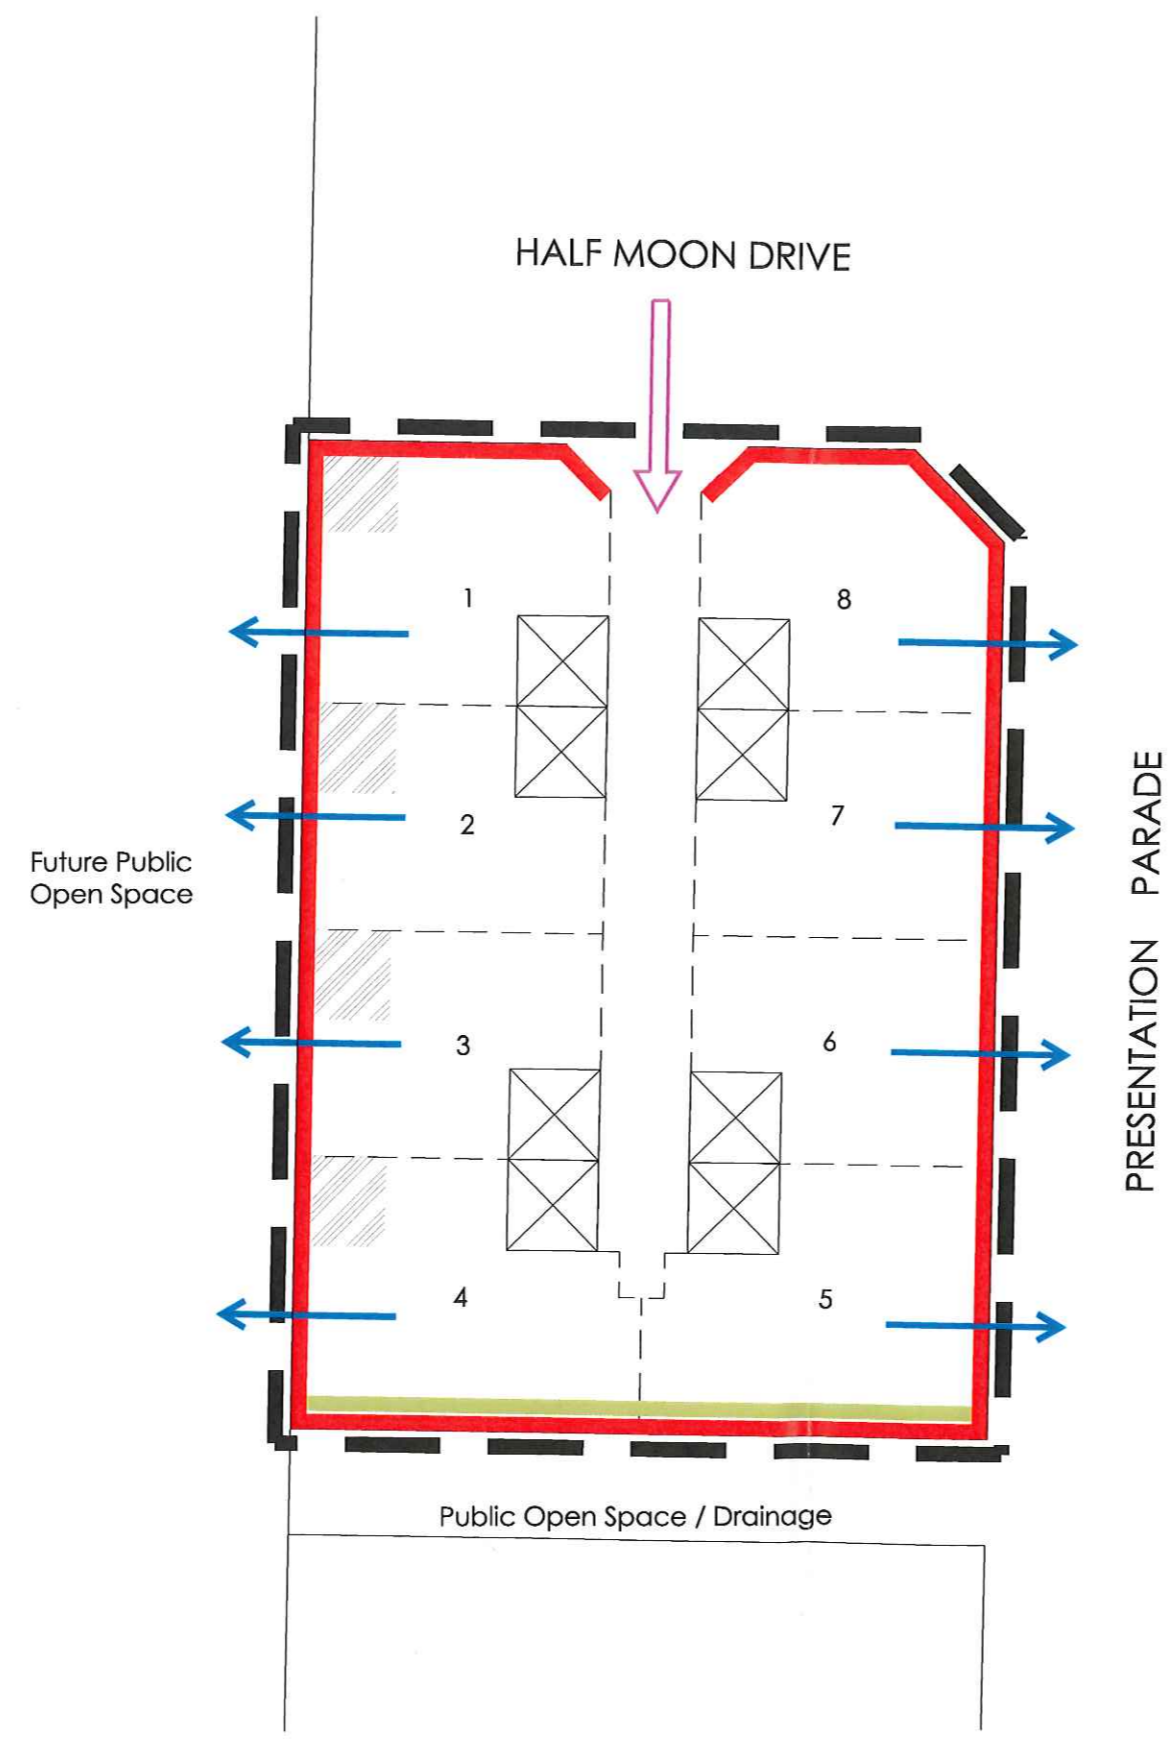 HALF MOON DRIVE
1
8
2
7
Future Public
Open Space
PRESENTATION PARADE
3
6
4
5
Public Open Space / Drainage